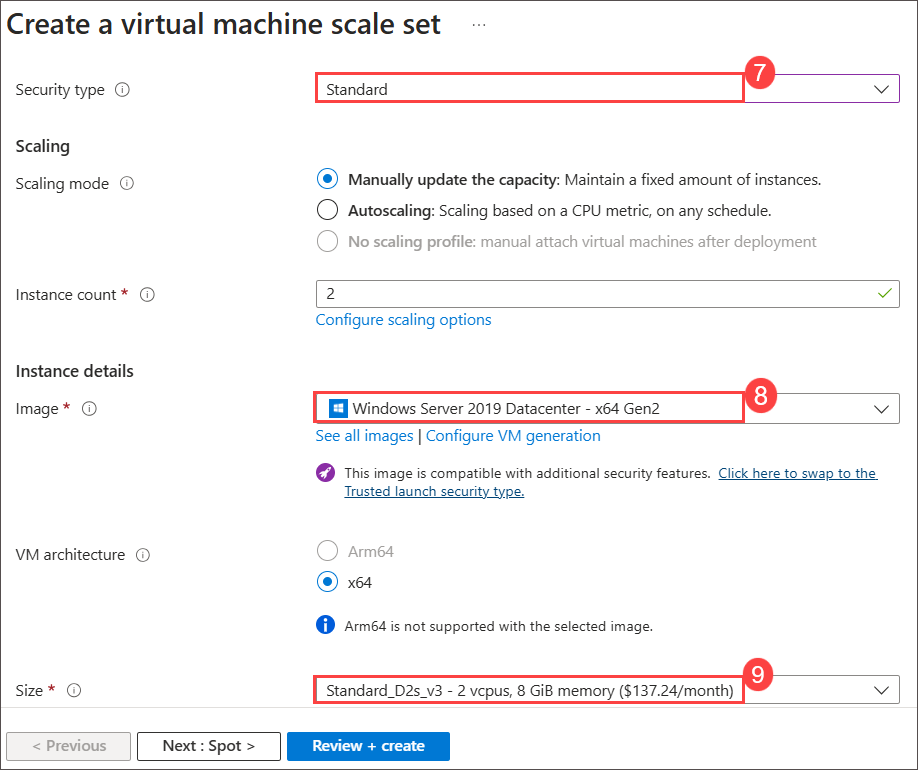 Create a virtual machine scale set ...
Security type
Standard
7
Scaling
Scaling mode
Manually update the capacity: Maintain a fixed amount of instances.
Autoscaling: Scaling based on a CPU metric, on any schedule.
No scaling profile: manual attach virtual machines after deployment
Instance count *
2
Configure scaling options
Instance details
Image *
Windows Server 2019 Datacenter - x64 Gen2
8
See all images | Configure VM generation
This image is compatible with additional security features. Click here to swap to the
Trusted launch security type.
VM architecture
Arm64
x64
Arm64 is not supported with the selected image.
Size *
Standard_D2s_v3 - 2 vcpus, 8 GiB memory ($137.24/month)
9
< Previous
Next : Spot >
Review + create